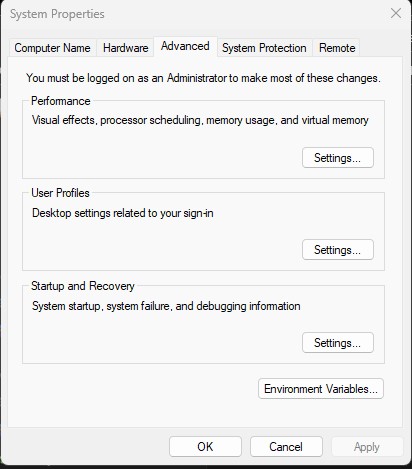 System Properties
Computer Name
Hardware
Advanced
System Protection
Remote
You must be logged on as an Administrator to make most of these changes.
Performance
Visual effects, processor scheduling, memory usage, and virtual memory
Settings...
User Profiles
Desktop settings related to your sign-in
Settings...
Startup and Recovery
System startup, system failure, and debugging information
Settings...
Environment Variables...
OK
Cancel
Apply